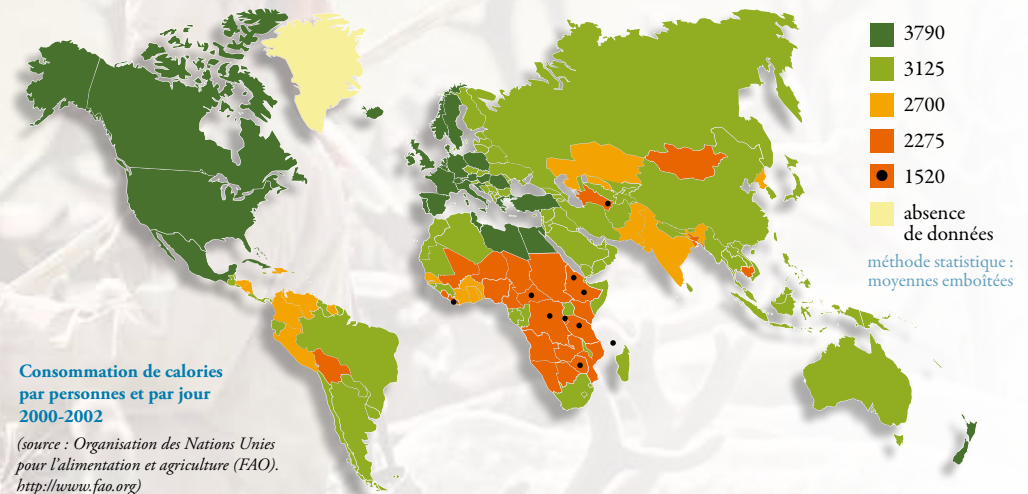 3790
3125
2700
2275
1520
absence
de données
méthode statistique :
moyennes emboîtées
Consommation de calories
par personnes et par jour
2000-2002
(source : Organisation des Nations Unies
pour l'alimentation et agriculture (FAO).
http://www.fao.org)